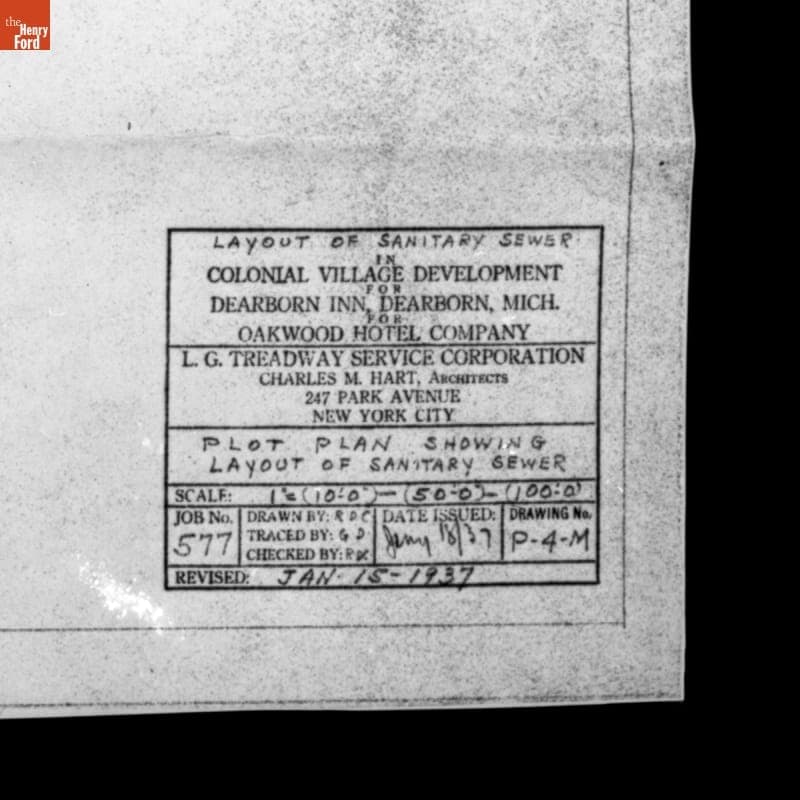 the
Henry
Ford
LAYOUT OF SANITARY SEWER
IN
COLONIAL VILLAGE DEVELOPMENT
FOR
DEARBORN INN, DEARBORN, MICH.
FOR
OAKWOOD HOTEL COMPANY
L. G. TREADWAY SERVICE CORPORATION
CHARLES M. HART, ARCHITECTS
247 PARK AVENUE
NEW YORK CITY
PLOT PLAN SHOWING
LAYOUT OF SANITARY SEWER
SCALE: 1"=(10'-0")-(50'-0")-(100'-0")
JOB No. 577
DRAWN BY: R D C
TRACED BY: G D
CHECKED BY:
DATE ISSUED: /37
DRAWING No. P-4-M
REVISED: JAN-15-1937